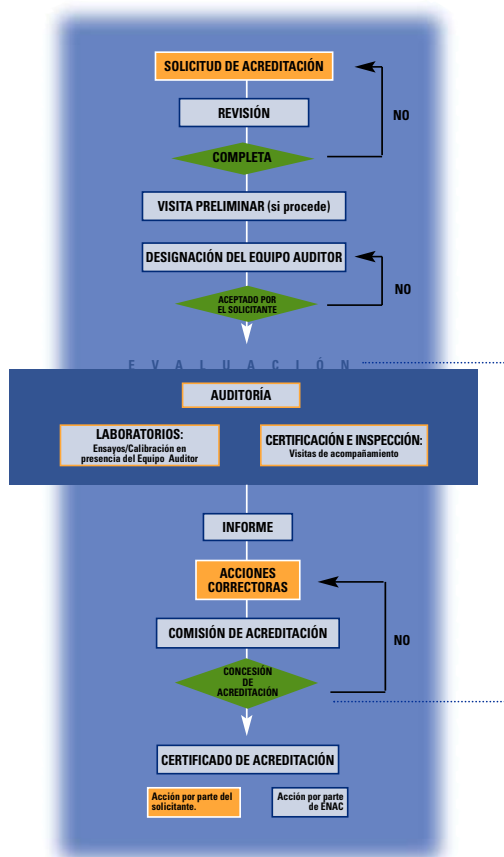 SOLICITUD DE ACREDITACIÓN
REVISIÓN
NO
COMPLETA
VISITA PRELIMINAR (si procede)
DESIGNACIÓN DEL EQUIPO AUDITOR
NO
ACEPTADO POR
EL SOLICITANTE
EVALUACIÓN
AUDITORÍA
LABORATORIOS:
Ensayos/Calibración en
presencia del Equipo Auditor
CERTIFICACIÓN E INSPECCIÓN:
Visitas de acompañamiento
INFORME
ACCIONES
CORRECTORAS
COMISIÓN DE ACREDITACIÓN
NO
CONCESIÓN
DE
ACREDITACIÓN
CERTIFICADO DE ACREDITACIÓN
Acción por parte del
solicitante.
Acción por parte
de ENAC